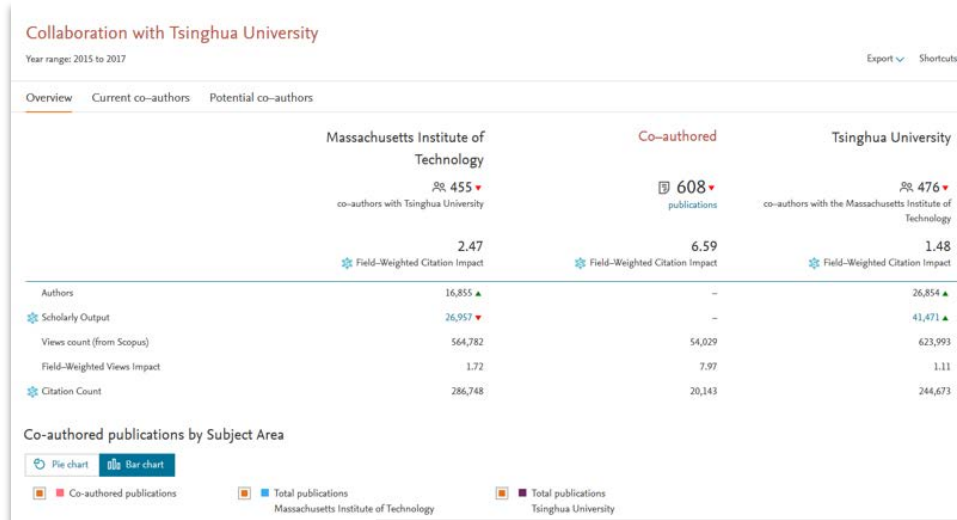 Collaboration with Tsinghua University
Year range: 2015 to 2017
Export Shortcuts
Overview Current co–authors Potential co–authors
Massachusetts Institute of Technology Co–authored Tsinghua University
455 608 476
co–authors with Tsinghua University publications co–authors with the Massachusetts Institute of Technology
2.47 6.59 1.48
Field–Weighted Citation Impact Field–Weighted Citation Impact Field–Weighted Citation Impact
Authors 16,855 – 26,854
Scholarly Output 26,957 – 41,471
Views count (from Scopus) 564,782 54,029 623,993
Field–Weighted Views Impact 1.72 7.97 1.11
Citation Count 286,748 20,143 244,673
Co-authored publications by Subject Area
Pie chart Bar chart
Co-authored publications Total publications Total publications
Massachusetts Institute of Technology Tsinghua University